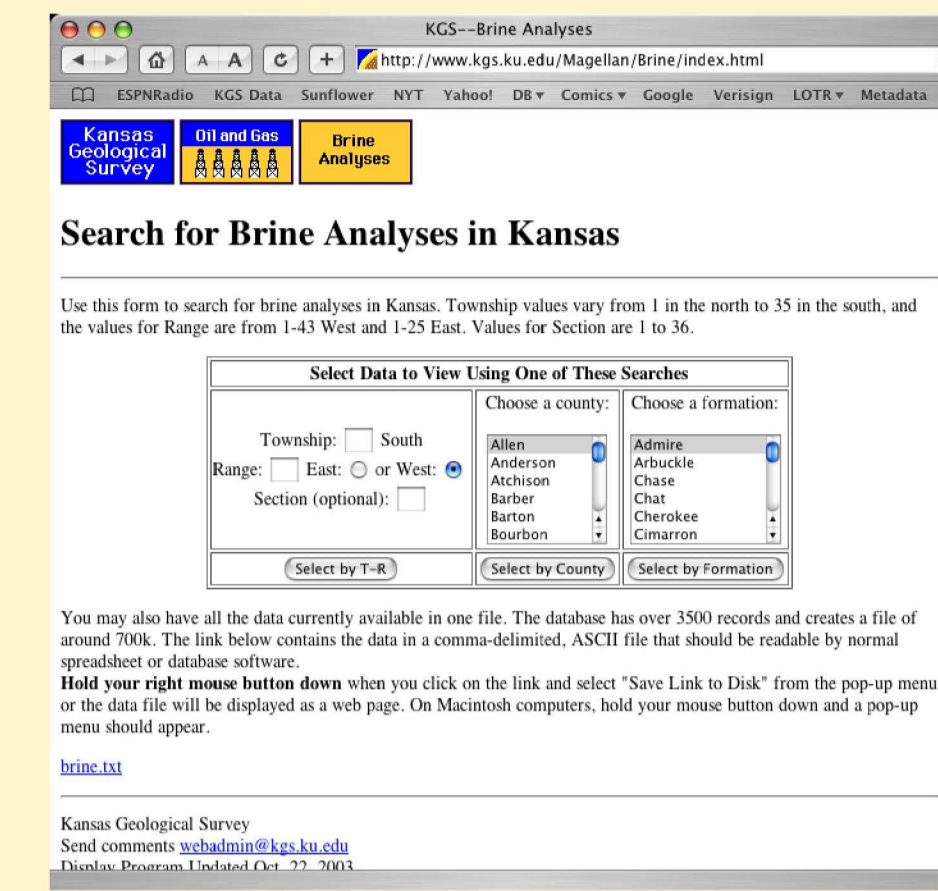 KGS--Brine Analyses
A A http://www.kgs.ku.edu/Magellan/Brine/index.html
ESPNRadio KGS Data Sunflower NYT Yahoo! DB Comics Google Verisign LOTR Metadata
Kansas
Geological
Survey
Oil and Gas
Brine
Analyses
Search for Brine Analyses in Kansas
Use this form to search for brine analyses in Kansas. Township values vary from 1 in the north to 35 in the south, and
the values for Range are from 1-43 West and 1-25 East. Values for Section are 1 to 36.
Select Data to View Using One of These Searches
Township: South
Range: East: or West:
Section (optional):
Choose a county:
Allen
Anderson
Atchison
Barber
Barton
Bourbon
Choose a formation:
Admire
Arbuckle
Chase
Chat
Cherokee
Cimarron
Select by T-R Select by County Select by Formation
You may also have all the data currently available in one file. The database has over 3500 records and creates a file of
around 700k. The link below contains the data in a comma-delimited, ASCII file that should be readable by normal
spreadsheet or database software.
Hold your right mouse button down when you click on the link and select "Save Link to Disk" from the pop-up menu
or the data file will be displayed as a web page. On Macintosh computers, hold your mouse button down and a pop-up
menu should appear.
brine.txt
Kansas Geological Survey
Send comments webadmin@kgs.ku.edu
Display Program Updated Oct. 22, 2003